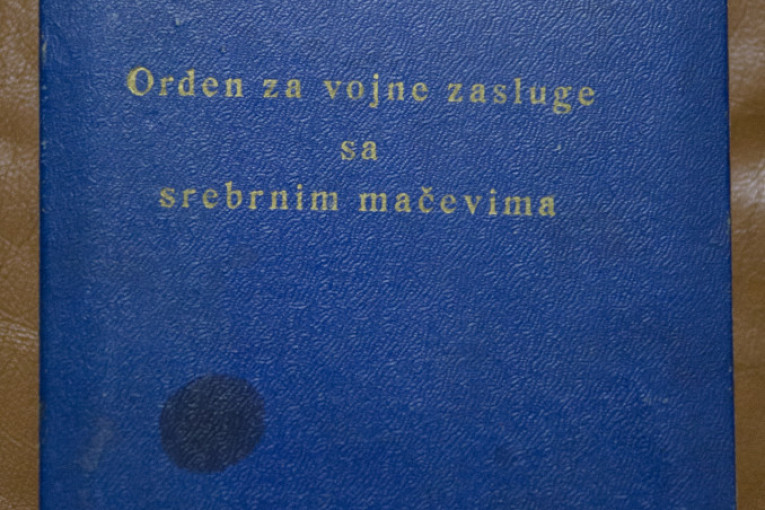 Orden za vojne zasluge
sa
srebrnim mačevima